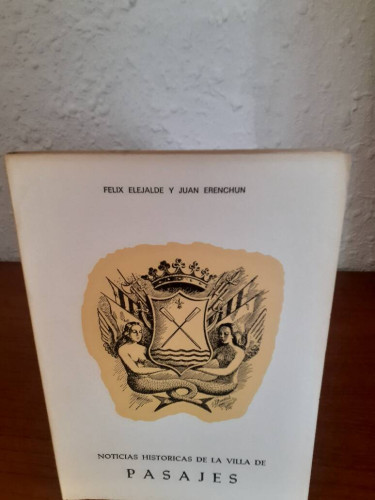 FELIX ELEJALDE Y JUAN ERENCHUN
NOTICIAS HISTORICAS DE LA VILLA DE
PASAJES